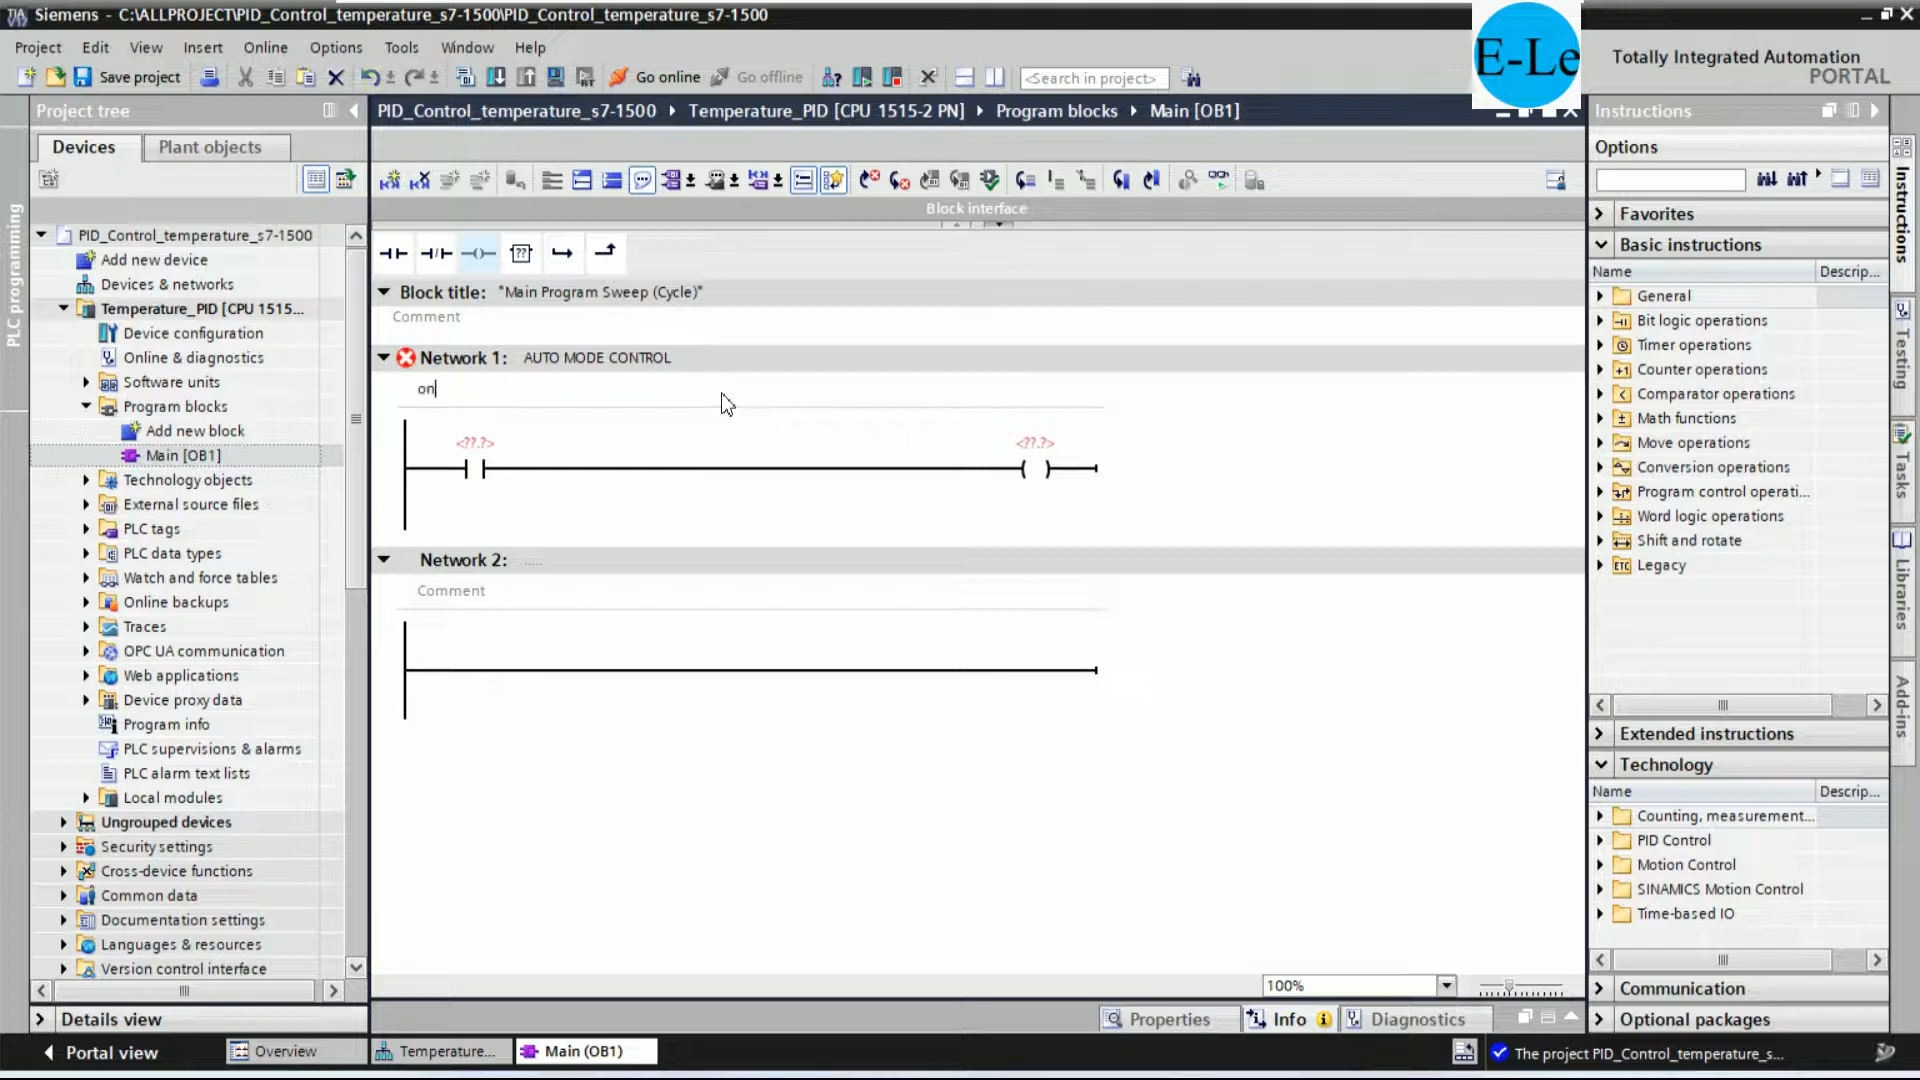 Siemens - C:\ALLPROJECT\PID_Control_temperature_s7-1500\PID_Control_temperature_s7-1500
Project Edit View Insert Online Options Tools Window Help
E-Le
Totally Integrated Automation
PORTAL
Save project
Go online
Go offline
<Search in project>
Project tree
PID_Control_temperature_s7-1500 Temperature_PID [CPU 1515-2 PN] Program blocks Main [OB1]
Instructions
Devices
Plant objects
Options
Block interface
PLC programming
PID_Control_temperature_s7-1500
Add new device
Devices & networks
Temperature_PID [CPU 1515...
Device configuration
Online & diagnostics
Software units
Program blocks
Add new block
Main [OB1]
Technology objects
External source files
PLC tags
PLC data types
Watch and force tables
Online backups
Traces
OPC UA communication
Web applications
Device proxy data
Program info
PLC supervisions & alarms
PLC alarm text lists
Local modules
Ungrouped devices
Security settings
Cross-device functions
Common data
Documentation settings
Languages & resources
Version control interface
Details view
??
Block title: "Main Program Sweep (Cycle)"
Comment
Network 1: AUTO MODE CONTROL
on
<??.?>
<??.?>
Network 2: .....
Comment
100%
Properties
Info
Diagnostics
Favorites
Basic instructions
Name Descrip...
General
Bit logic operations
Timer operations
Counter operations
Comparator operations
Math functions
Move operations
Conversion operations
Program control operati...
Word logic operations
Shift and rotate
Legacy
Extended instructions
Technology
Name Descrip...
Counting, measurement...
PID Control
Motion Control
SINAMICS Motion Control
Time-based IO
Communication
Optional packages
Instructions
Testing
Tasks
Libraries
Add-ins
Portal view
Overview
Temperature...
Main (OB1)
The project PID_Control_temperature_s...